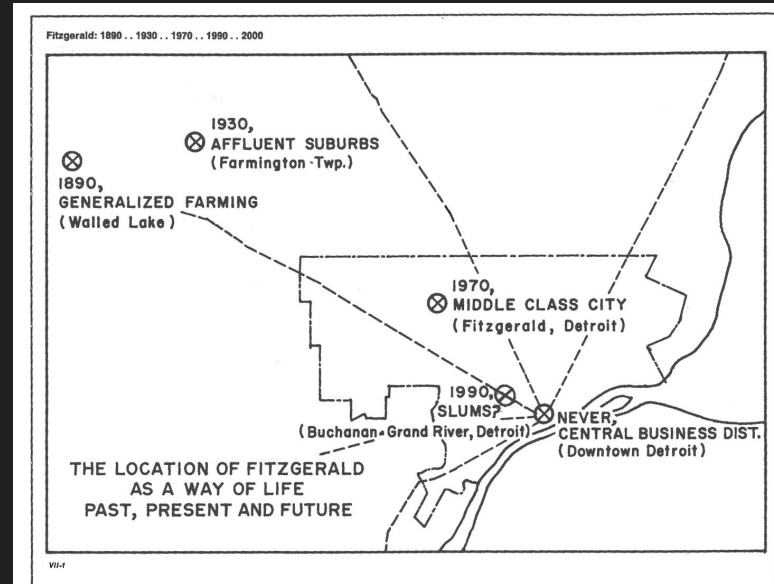 Fitzgerald: 1890 . . 1930 . . 1970 . . 1990 . . 2000
1930,
AFFLUENT SUBURBS
(Farmington Twp.)
1890,
GENERALIZED FARMING
(Walled Lake)
1970,
MIDDLE CLASS CITY
(Fitzgerald, Detroit)
1990,
SLUMS?
(Buchanan-Grand River, Detroit)
NEVER,
CENTRAL BUSINESS DIST.
(Downtown Detroit)
THE LOCATION OF FITZGERALD
AS A WAY OF LIFE
PAST, PRESENT AND FUTURE
VII-1